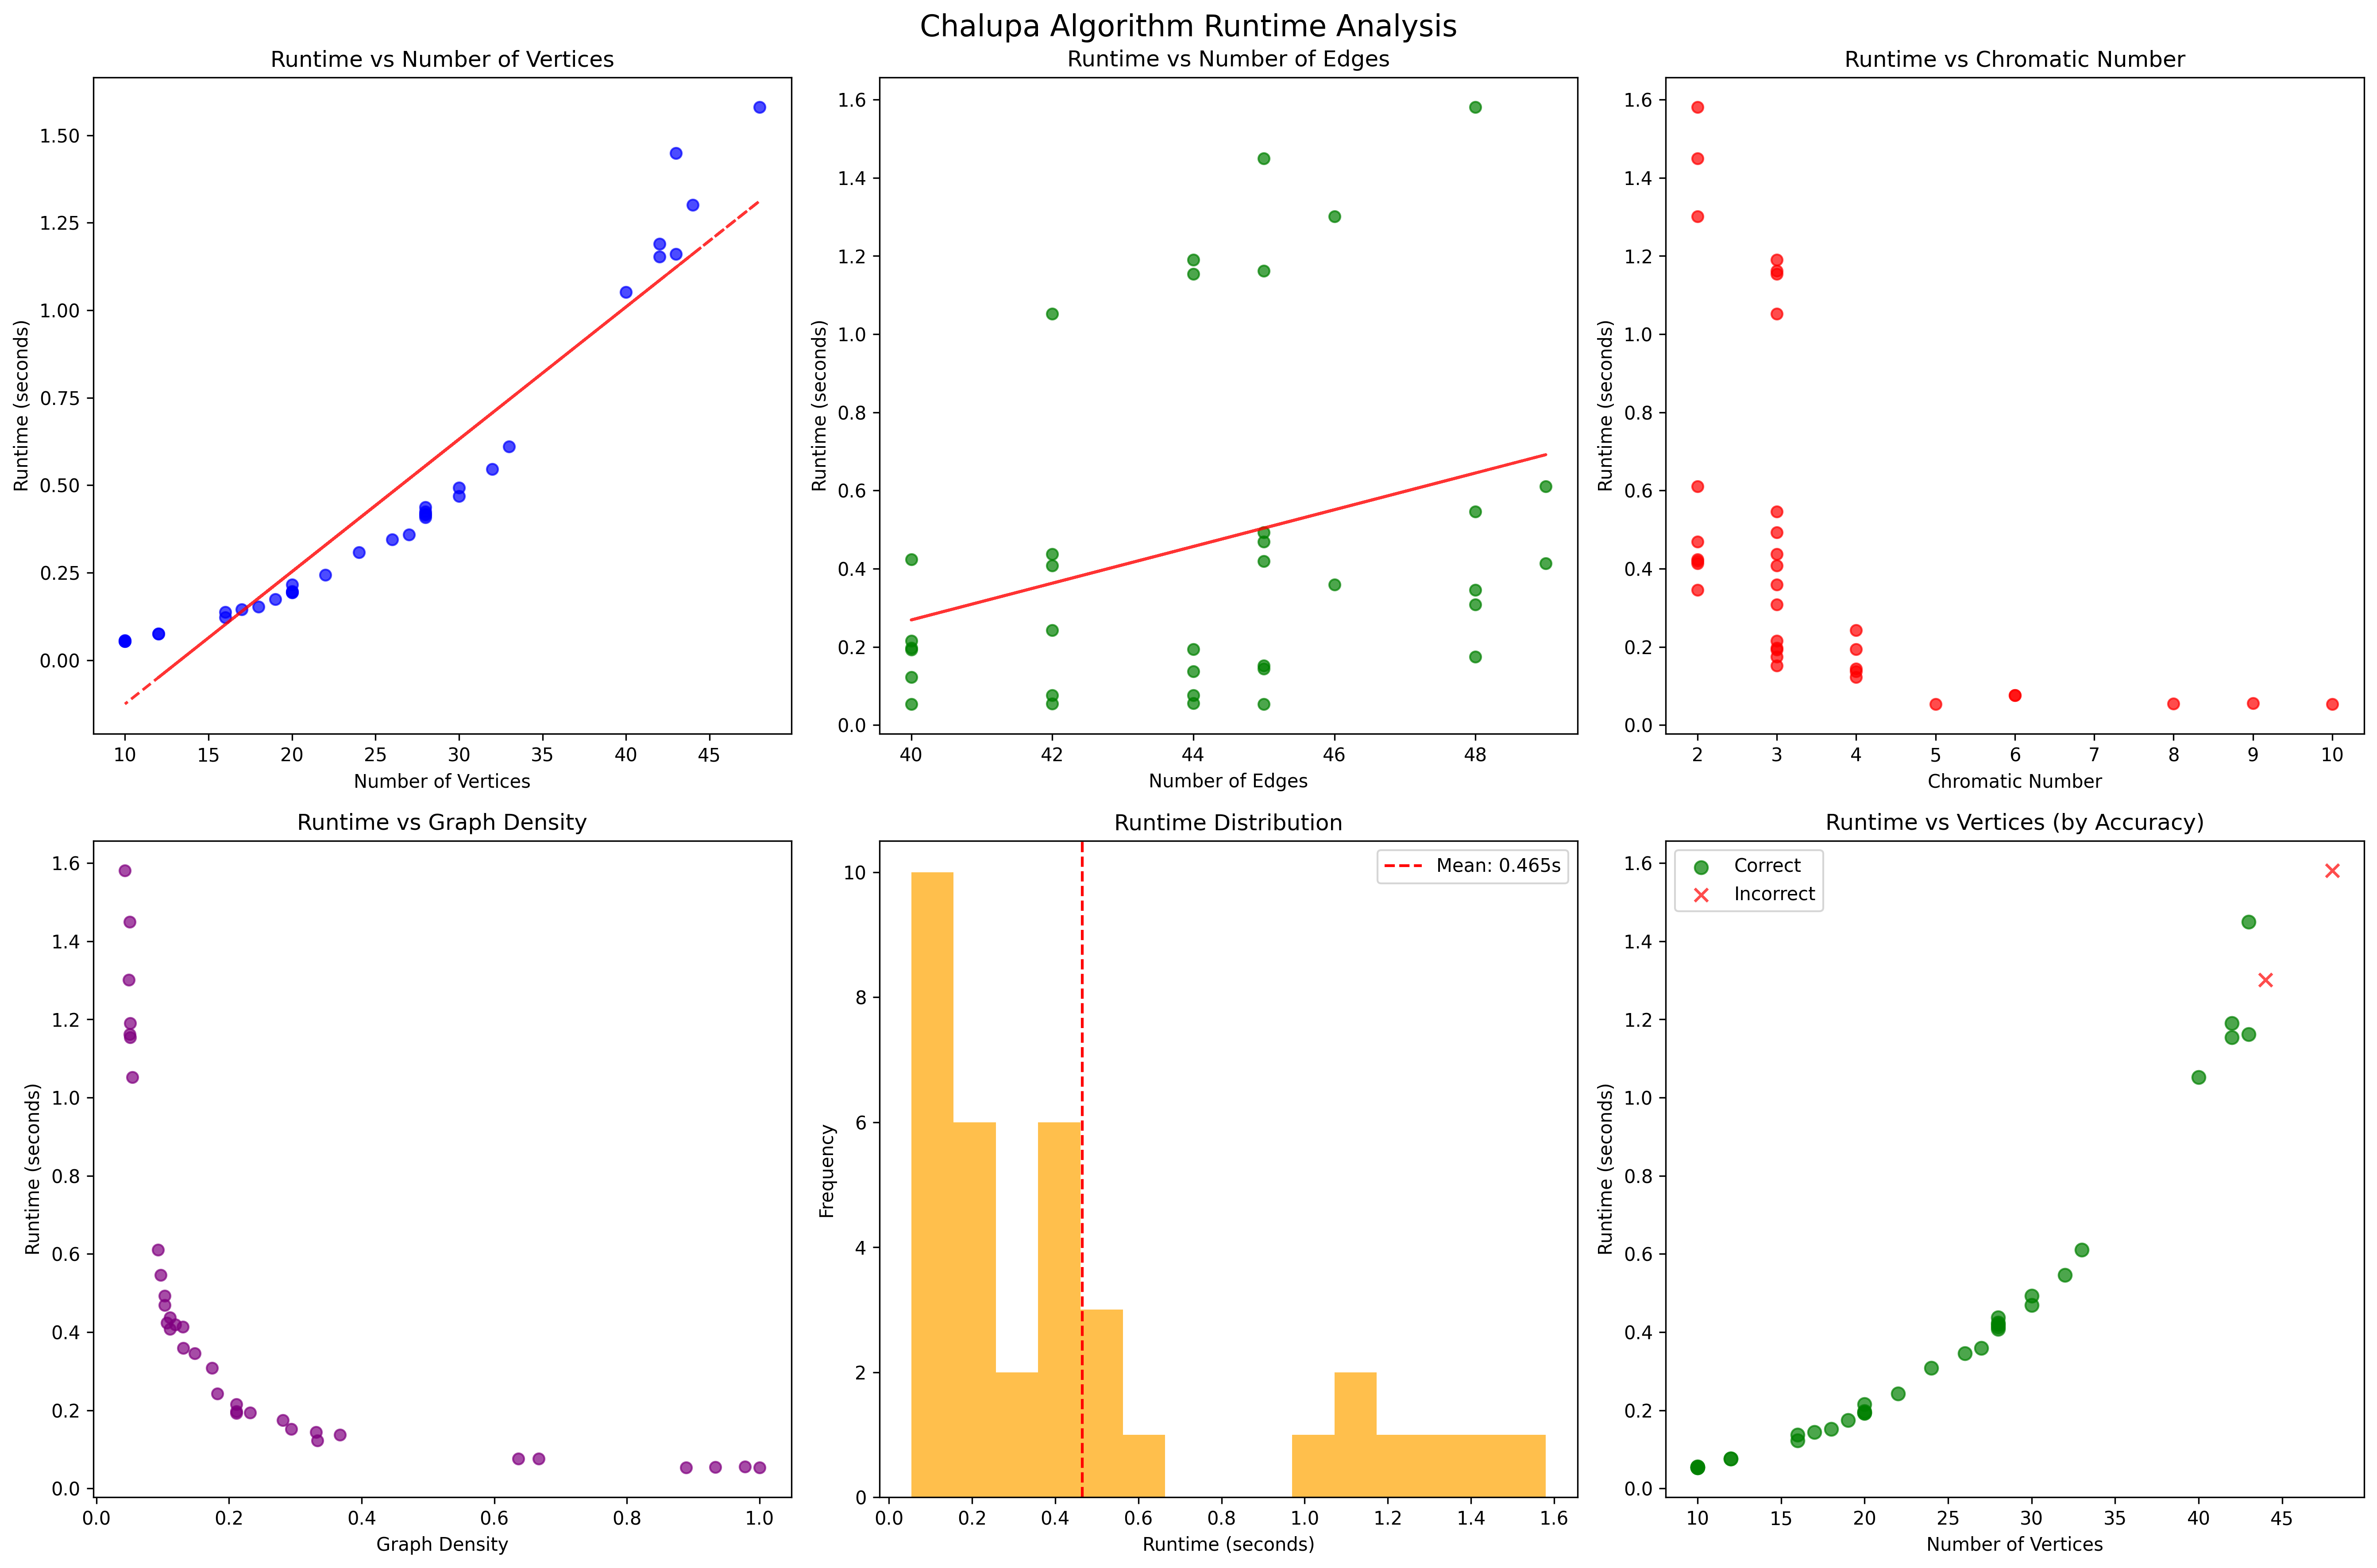 Chalupa Algorithm Runtime Analysis
Runtime vs Number of Vertices
1.50
1.25
1.00
0.75
0.50
0.25
0.00
Runtime (seconds)
10 15 20 25 30 35 40 45
Number of Vertices
Runtime vs Number of Edges
1.6
1.4
1.2
1.0
0.8
0.6
0.4
0.2
0.0
Runtime (seconds)
40 42 44 46 48
Number of Edges
Runtime vs Chromatic Number
1.6
1.4
1.2
1.0
0.8
0.6
0.4
0.2
0.0
Runtime (seconds)
2 3 4 5 6 7 8 9 10
Chromatic Number
Runtime vs Graph Density
1.6
1.4
1.2
1.0
0.8
0.6
0.4
0.2
0.0
Runtime (seconds)
0.0 0.2 0.4 0.6 0.8 1.0
Graph Density
Runtime Distribution
Mean: 0.465s
10
8
6
4
2
0
Frequency
0.0 0.2 0.4 0.6 0.8 1.0 1.2 1.4 1.6
Runtime (seconds)
Runtime vs Vertices (by Accuracy)
Correct
Incorrect
1.6
1.4
1.2
1.0
0.8
0.6
0.4
0.2
0.0
Runtime (seconds)
10 15 20 25 30 35 40 45
Number of Vertices